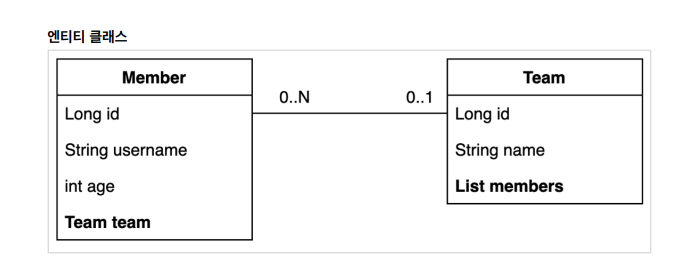 엔티티 클래스
Member
0..N
0..1
Team
Long id
String username
int age
Team team
Long id
String name
List members